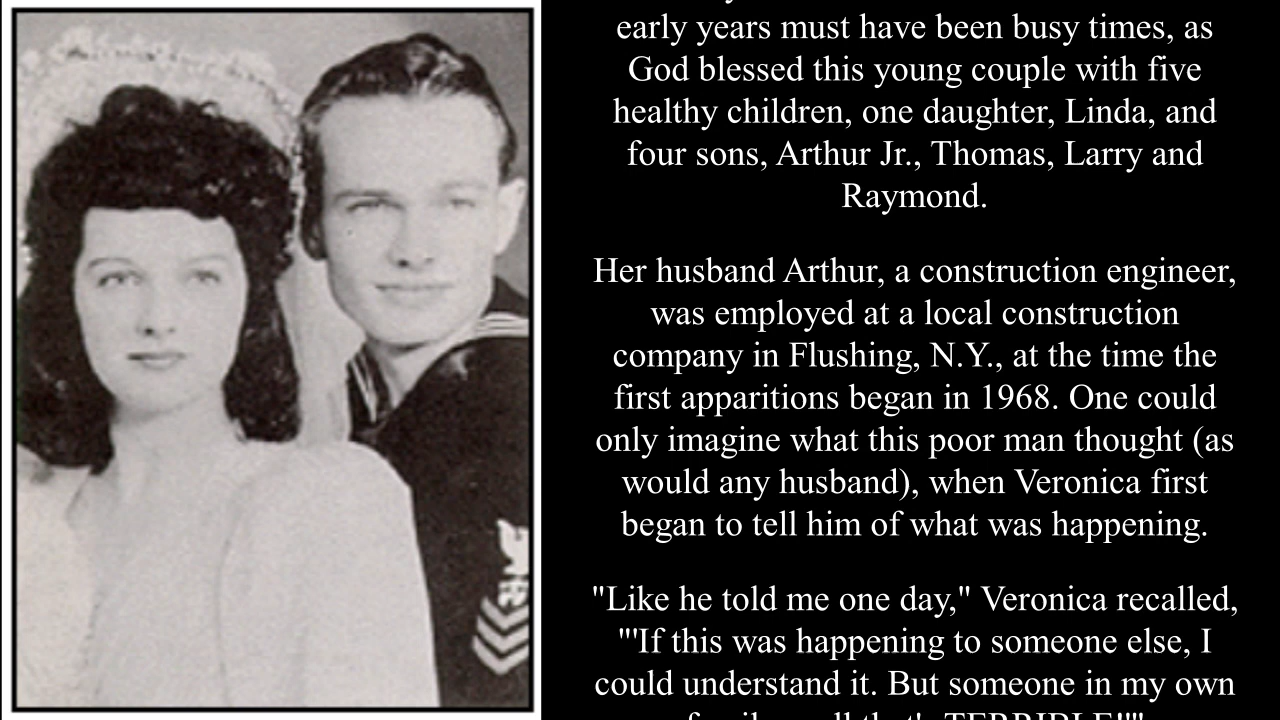 early years must have been busy times, as
God blessed this young couple with five
healthy children, one daughter, Linda, and
four sons, Arthur Jr., Thomas, Larry and
Raymond.
Her husband Arthur, a construction engineer,
was employed at a local construction
company in Flushing, N.Y., at the time the
first apparitions began in 1968. One could
only imagine what this poor man thought (as
would any husband), when Veronica first
began to tell him of what was happening.
"Like he told me one day," Veronica recalled,
"'If this was happening to someone else, I
could understand it. But someone in my own